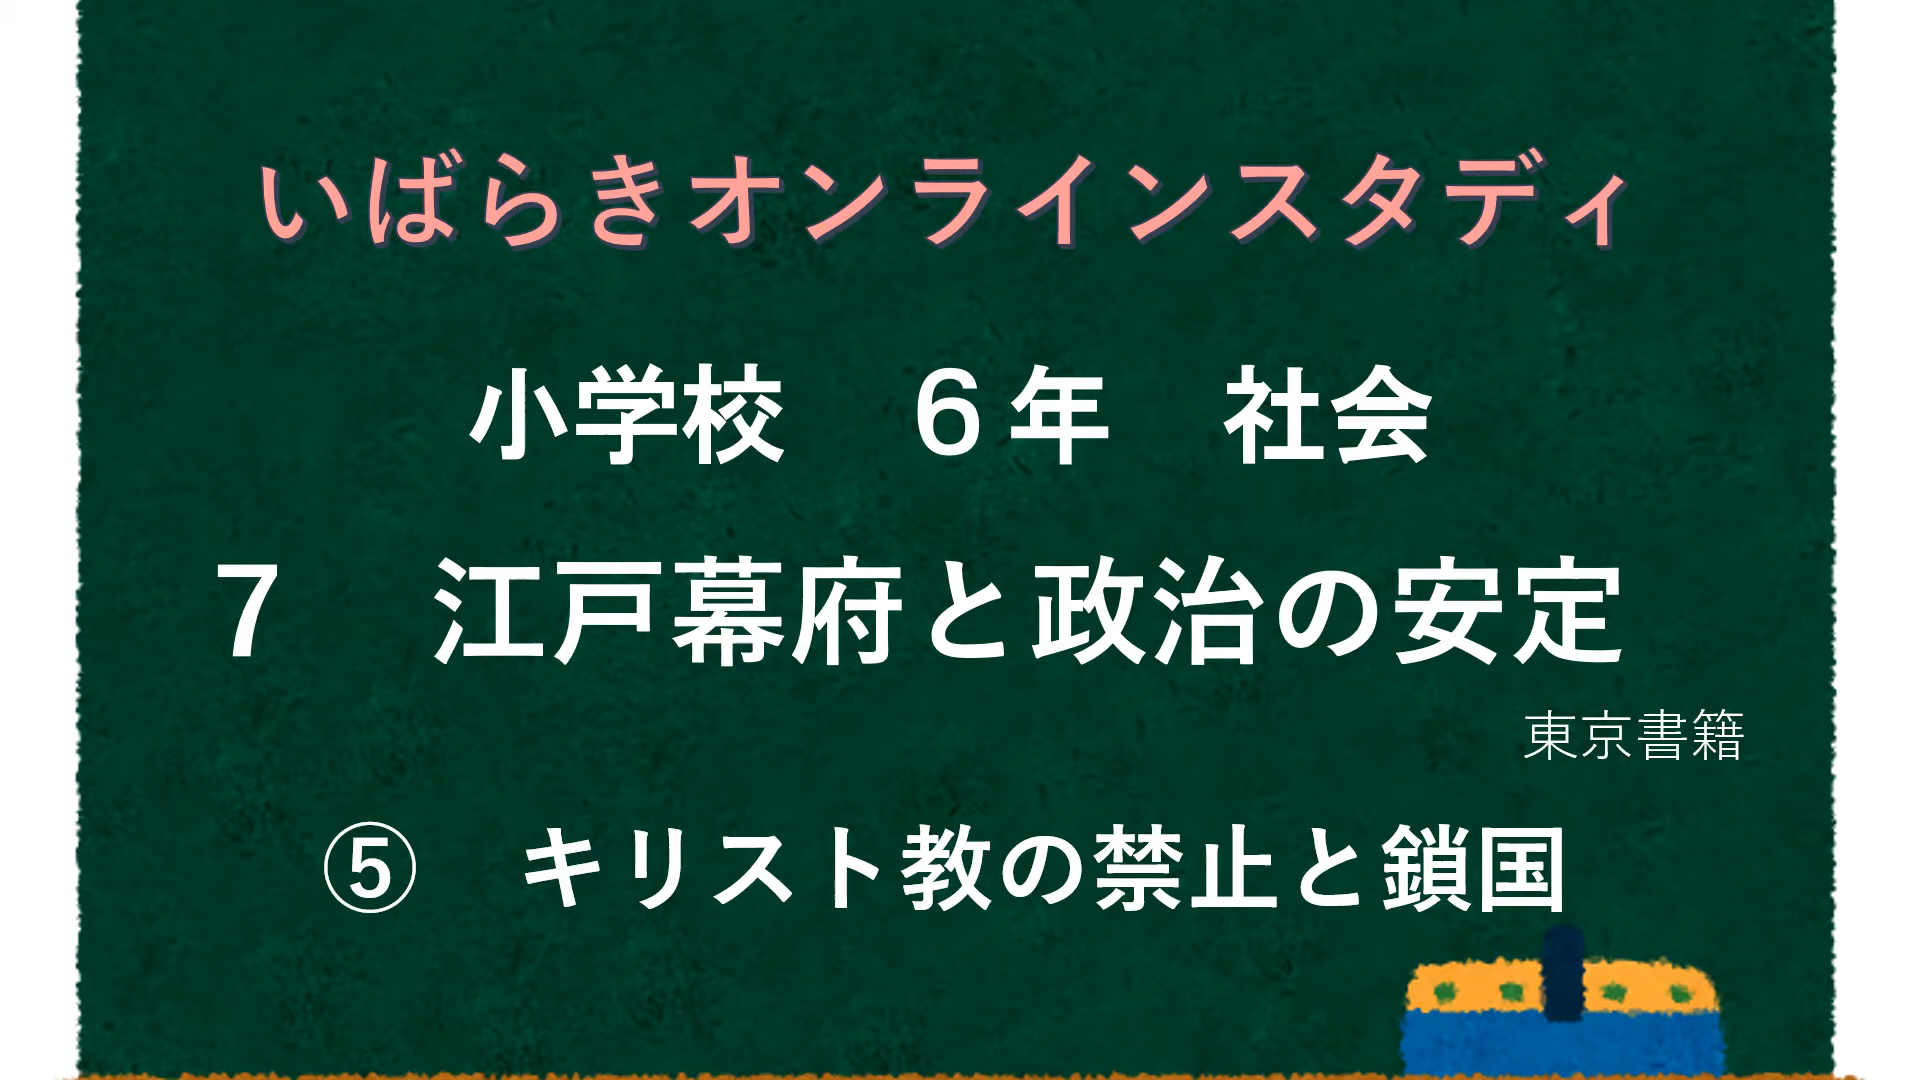 いばらきオンラインスタディ
小学校　６年　社会
７　江戸幕府と政治の安定
東京書籍
⑤　キリスト教の禁止と鎖国